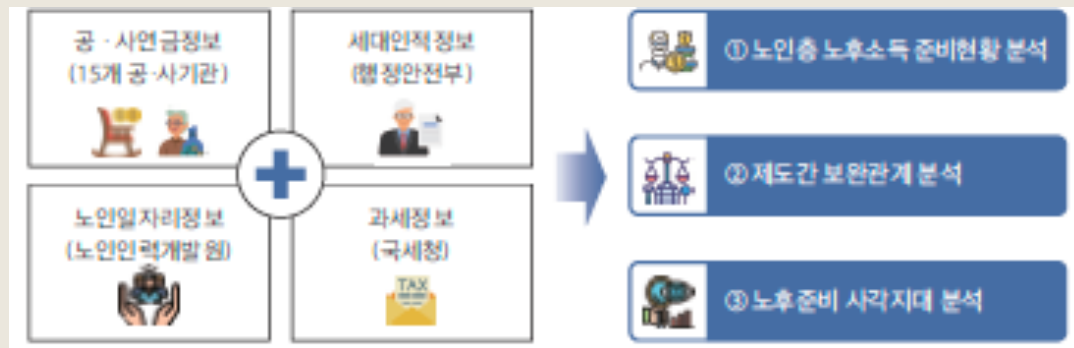 공·사연금정보
(15개 공·사기관)
세대인적정보
(행정안전부)
노인일자리정보
(노인인력개발원)
과세정보
(국세청)
TAX
① 노인층 노후소득 준비현황 분석
② 제도간 보완관계 분석
③ 노후준비 사각지대 분석